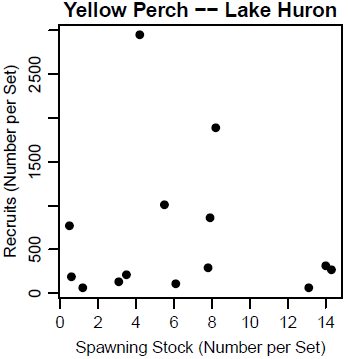 Yellow Perch −− Lake Huron
Recruits (Number per Set)
2500
1500
500
0
0 2 4 6 8 10 12 14
Spawning Stock (Number per Set)